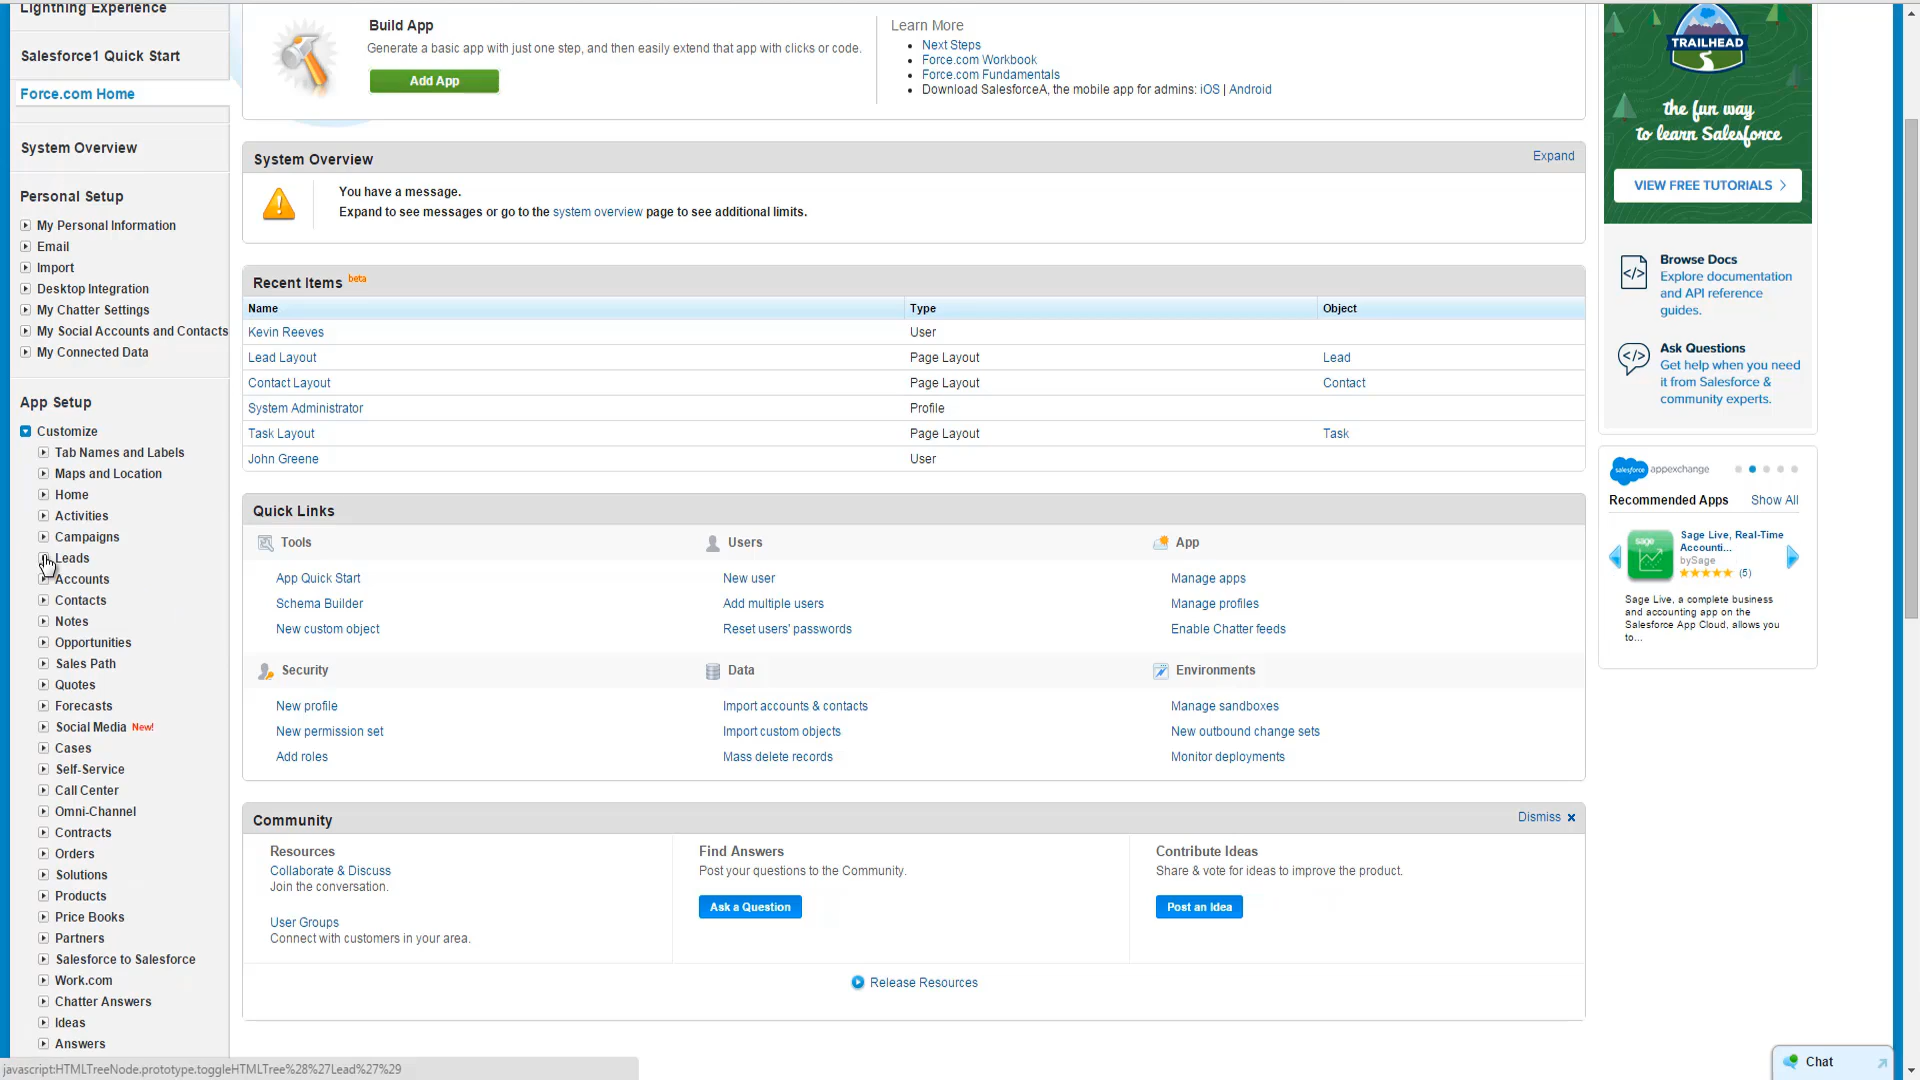 Lightning Experience
Salesforce1 Quick Start
Force.com Home
System Overview
Personal Setup
My Personal Information
Email
Import
Desktop Integration
My Chatter Settings
My Social Accounts and Contacts
My Connected Data
App Setup
Customize
Tab Names and Labels
Maps and Location
Home
Activities
Campaigns
Leads
Accounts
Contacts
Notes
Opportunities
Sales Path
Quotes
Forecasts
Social Media New!
Cases
Self-Service
Call Center
Omni-Channel
Contracts
Orders
Solutions
Products
Price Books
Partners
Salesforce to Salesforce
Work.com
Chatter Answers
Ideas
Answers
javascript:HTMLTreeNode.prototype.toggleHTMLTree%28%27Lead%27%29
Build App
Generate a basic app with just one step, and then easily extend that app with clicks or code.
Add App
Learn More
Next Steps
Force.com Workbook
Force.com Fundamentals
Download SalesforceA, the mobile app for admins: iOS | Android
System Overview
Expand
You have a message.
Expand to see messages or go to the system overview page to see additional limits.
Recent Items beta
Name Type Object
Kevin Reeves User
Lead Layout Page Layout Lead
Contact Layout Page Layout Contact
System Administrator Profile
Task Layout Page Layout Task
John Greene User
Quick Links
Tools Users App
App Quick Start New user Manage apps
Schema Builder Add multiple users Manage profiles
New custom object Reset users' passwords Enable Chatter feeds
Security Data Environments
New profile Import accounts & contacts Manage sandboxes
New permission set Import custom objects New outbound change sets
Add roles Mass delete records Monitor deployments
Community
Dismiss
Resources
Collaborate & Discuss
Join the conversation.
User Groups
Connect with customers in your area.
Find Answers
Post your questions to the Community.
Ask a Question
Contribute Ideas
Share & vote for ideas to improve the product.
Post an Idea
Release Resources
TRAILHEAD
the fun way
to learn Salesforce
VIEW FREE TUTORIALS
Browse Docs
Explore documentation
and API reference
guides.
Ask Questions
Get help when you need
it from Salesforce &
community experts.
salesforce appexchange
Recommended Apps Show All
sage
Sage Live, Real-Time
Accounti...
bySage
(5)
Sage Live, a complete business
and accounting app on the
Salesforce App Cloud, allows you
to...
Chat